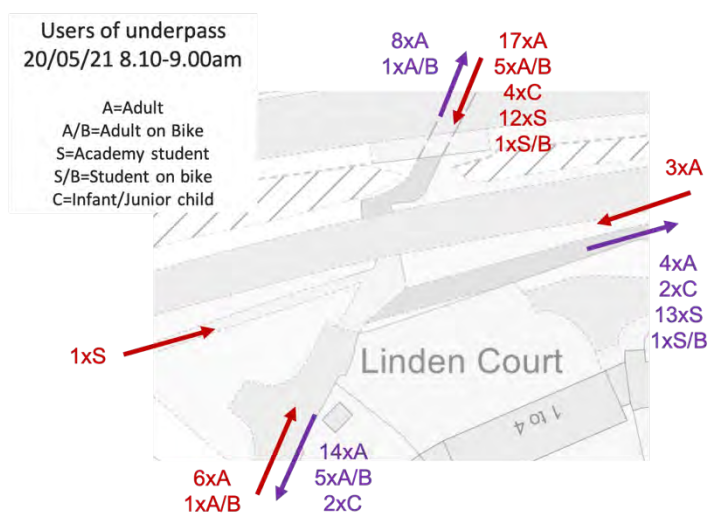 Users of underpass
20/05/21 8.10-9.00am
A=Adult
A/B=Adult on Bike
S=Academy student
S/B=Student on bike
C=Infant/Junior child
8xA
1xA/B
17xA
5xA/B
4xC
12xS
1xS/B
3xA
4xA
2xC
13xS
1xS/B
1xS
Linden Court
1 to 4
6xA
1xA/B
14xA
5xA/B
2xC